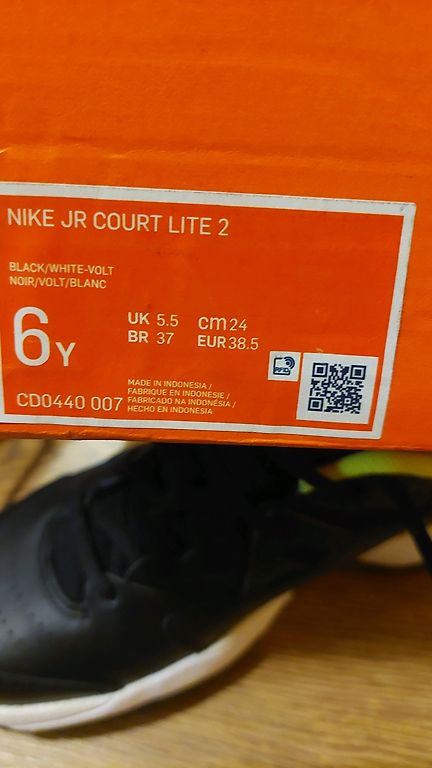 NIKE JR COURT LITE 2
BLACK/WHITE-VOLT
NOIR/VOLT/BLANC
6Y
UK 5.5 cm 24
BR 37 EUR 38.5
RFID
MADE IN INDONESIA /
FABRIQUE EN INDONESIE /
FABRICADO NA INDONÉSIA /
HECHO EN INDONESIA
CD0440 007